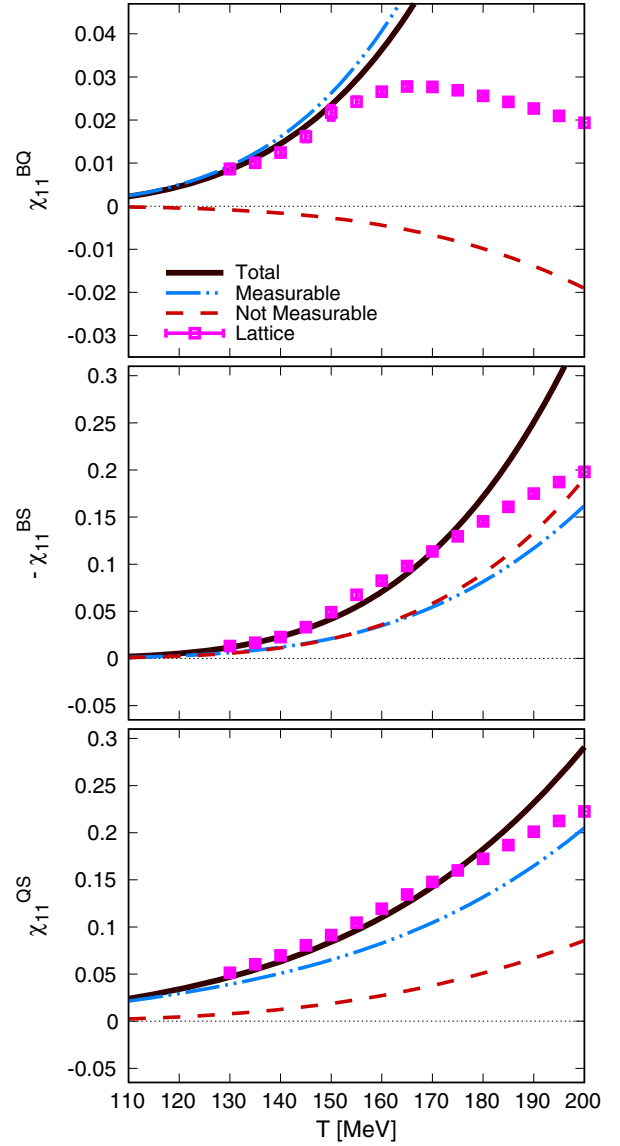 0.04
0.03
0.02
0.01
0
-0.01
-0.02
-0.03
χ₁₁ᴮQ
Total
Measurable
Not Measurable
Lattice
0.3
0.25
0.2
0.15
0.1
0.05
0
-0.05
- χ₁₁ᴮˢ
0.3
0.25
0.2
0.15
0.1
0.05
0
-0.05
χ₁₁QS
110 120 130 140 150 160 170 180 190 200
T [MeV]